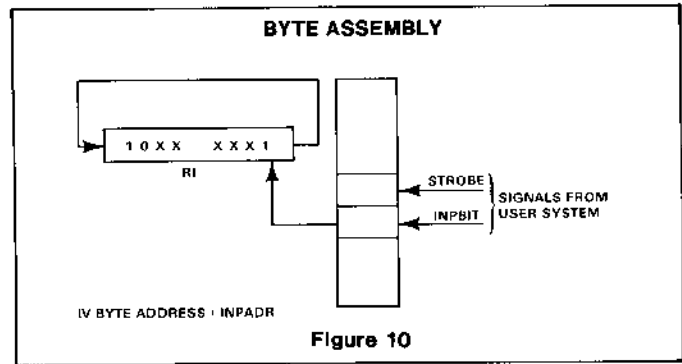 BYTE ASSEMBLY
1 0 X X X X X 1
RI
STROBE
INPBIT
SIGNALS FROM
USER SYSTEM
IV BYTE ADDRESS : INPADR
Figure 10